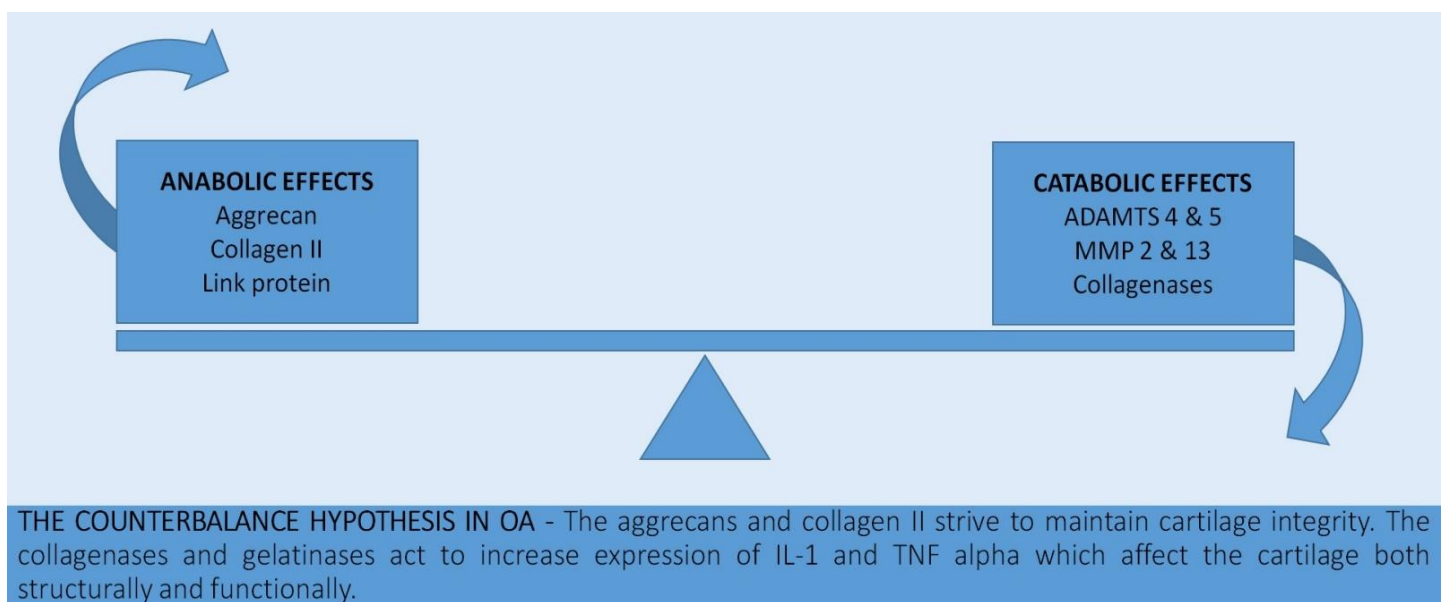 ANABOLIC EFFECTS
Aggrecan
Collagen II
Link protein
CATABOLIC EFFECTS
ADAMTS 4 & 5
MMP 2 & 13
Collagenases
THE COUNTERBALANCE HYPOTHESIS IN OA - The aggrecans and collagen II strive to maintain cartilage integrity. The
collagenases and gelatinases act to increase expression of IL-1 and TNF alpha which affect the cartilage both
structurally and functionally.